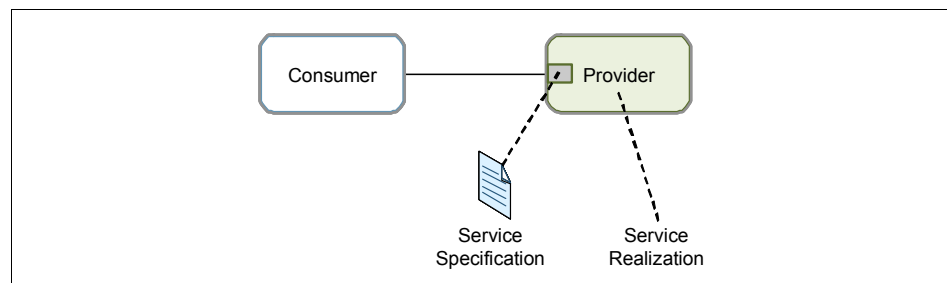 Consumer
Provider
Service
Specification
Service
Realization